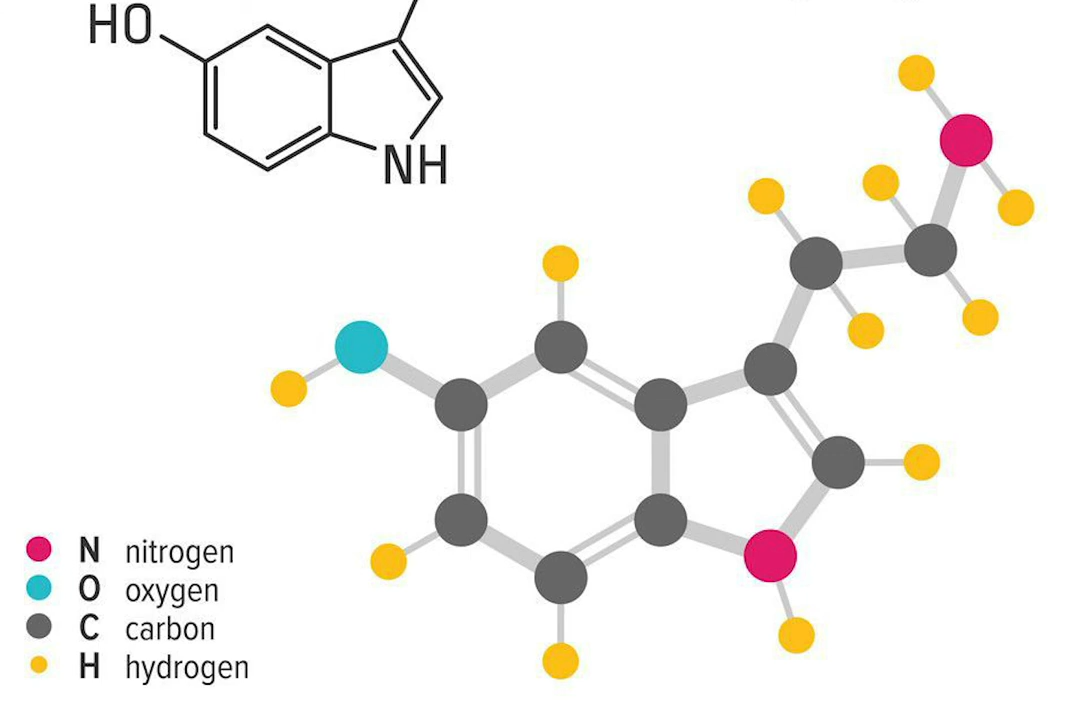 HO
NH
N nitrogen
O oxygen
C carbon
H hydrogen